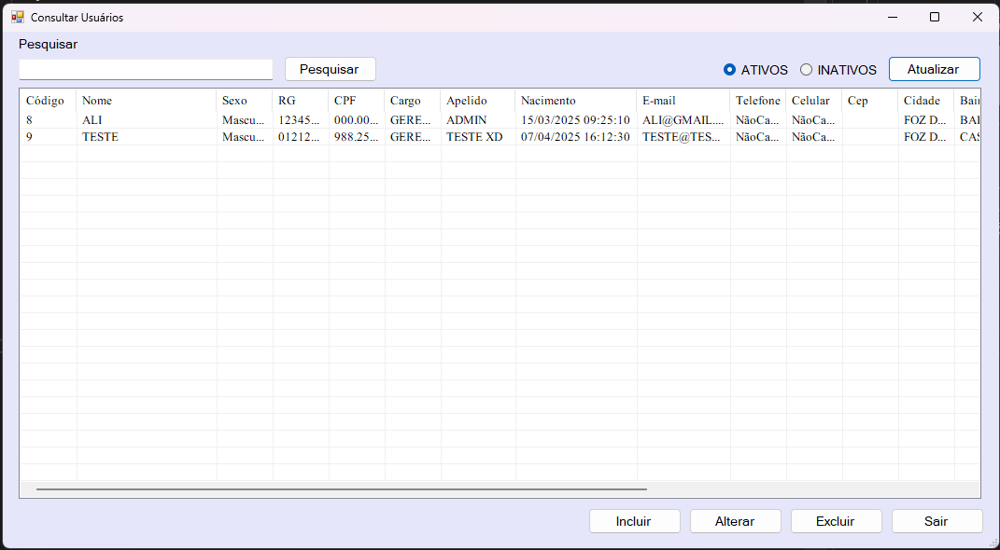 Consultar Usuários
Pesquisar
Pesquisar ATIVOS INATIVOS Atualizar
Código Nome Sexo RG CPF Cargo Apelido Nacimento E-mail Telefone Celular Cep Cidade Bair
8 ALI Mascu... 12345... 000.00... GERE... ADMIN 15/03/2025 09:25:10 ALI@GMAIL.... NãoCa... NãoCa... FOZ D... BAI
9 TESTE Mascu... 01212... 988.25... GERE... TESTE XD 07/04/2025 16:12:30 TESTE@TES... NãoCa... NãoCa... FOZ D... CAS
Incluir Alterar Excluir Sair